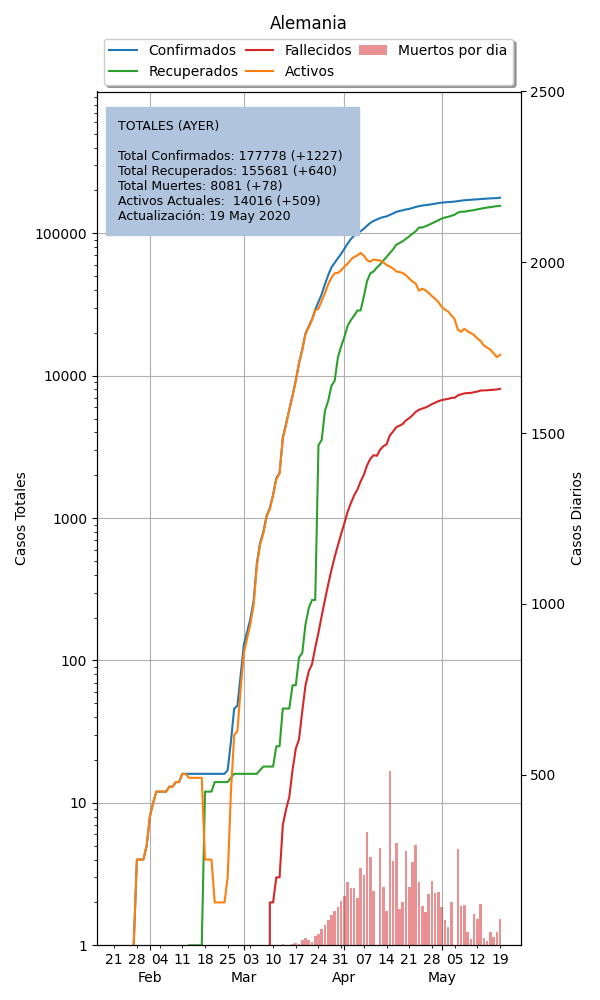 Alemania
Confirmados Fallecidos Muertos por dia
Recuperados Activos
TOTALES (AYER)
Total Confirmados: 177778 (+1227)
Total Recuperados: 155681 (+640)
Total Muertes: 8081 (+78)
Activos Actuales: 14016 (+509)
Actualización: 19 May 2020
2500
100000 2000
10000
1500
1000
1000
100
500
10
1
Casos Totales
Casos Diarios
21 28 04 11 18 25 03 10 17 24 31 07 14 21 28 05 12 19
Feb Mar Apr May